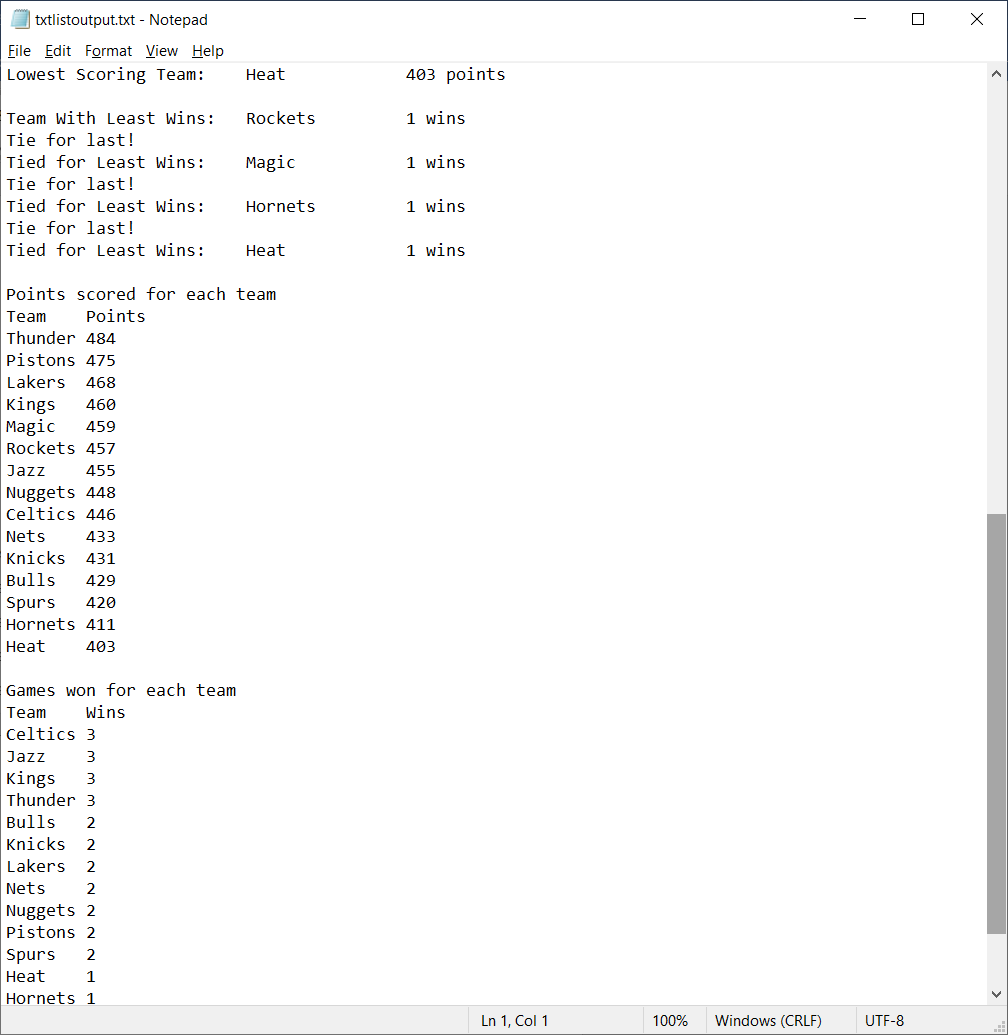 txtlistoutput.txt - Notepad
File Edit Format View Help
Lowest Scoring Team:    Heat            403 points

Team With Least Wins:   Rockets         1 wins
Tie for last!
Tied for Least Wins:    Magic           1 wins
Tie for last!
Tied for Least Wins:    Hornets         1 wins
Tie for last!
Tied for Least Wins:    Heat            1 wins

Points scored for each team
Team    Points
Thunder 484
Pistons 475
Lakers  468
Kings   460
Magic   459
Rockets 457
Jazz    455
Nuggets 448
Celtics 446
Nets    433
Knicks  431
Bulls   429
Spurs   420
Hornets 411
Heat    403

Games won for each team
Team    Wins
Celtics 3
Jazz    3
Kings   3
Thunder 3
Bulls   2
Knicks  2
Lakers  2
Nets    2
Nuggets 2
Pistons 2
Spurs   2
Heat    1
Hornets 1
Ln 1, Col 1 100% Windows (CRLF) UTF-8